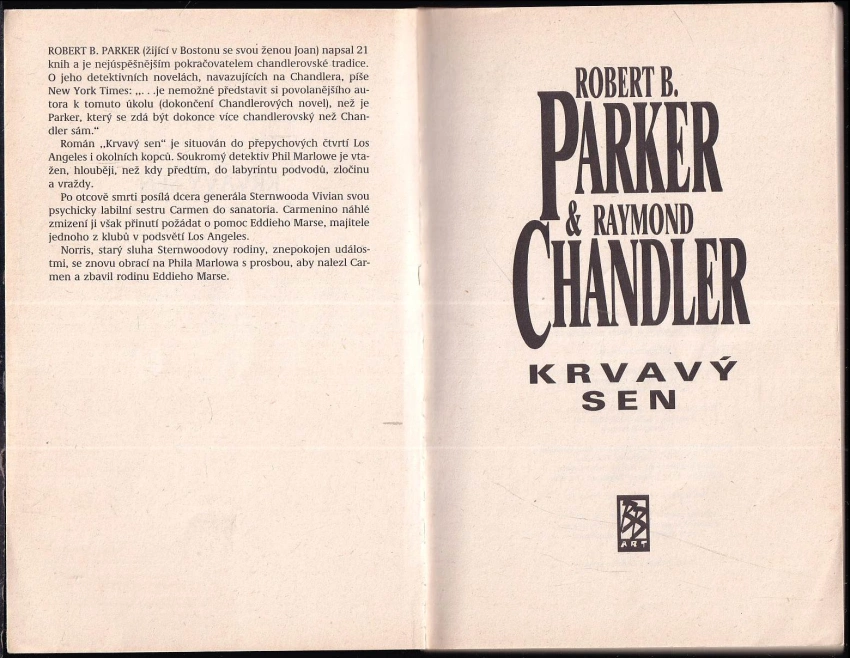 ROBERT B. PARKER (žijící v Bostonu se svou ženou Joan) napsal 21
knih a je nejúspěšnějším pokračovatelem chandlerovské tradice.
O jeho detektivních novelách, navazujících na Chandlera, píše
New York Times: „. . .je nemožné představit si povolanějšího au-
tora k tomuto úkolu (dokončení Chandlerových novel), než je
Parker, který se zdá být dokonce více chandlerovský než Chan-
dler sám.“
Román „Krvavý sen“ je situován do přepychových čtvrtí Los
Angeles i okolních kopců. Soukromý detektiv Phil Marlowe je vta-
žen, hlouběji, než kdy předtím, do labyrintu podvodů, zločinu
a vraždy.
Po otcově smrti posílá dcera generála Sternwooda Vivian svou
psychicky labilní sestru Carmen do sanatoria. Carmenino náhlé
zmizení ji však přinutí požádat o pomoc Eddieho Marse, majitele
jednoho z klubů v podsvětí Los Angeles.
Norris, starý sluha Sternwoodovy rodiny, znepokojen událos-
tmi, se znovu obrací na Phila Marlowa s prosbou, aby nalezl Car-
men a zbavil rodinu Eddieho Marse.
ROBERT B.
PARKER
& RAYMOND
CHANDLER
KRVAVÝ
SEN
BB
ART